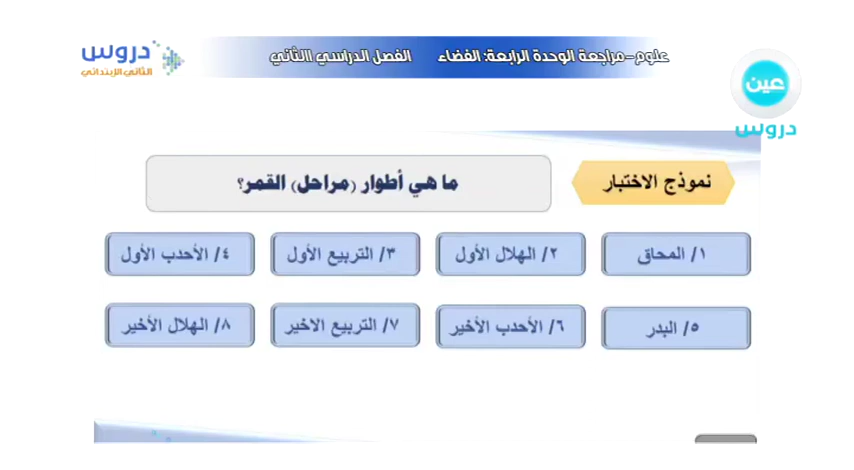 علوم - مراجعة الوحدة الرابعة: الفضاء الفصل الدراسي الثاني
دروس
الثاني الابتدائي
عين
دروس
نموذج الاختبار
ما هي أطوار (مراحل) القمر؟
١/ المحاق
٢/ الهلال الأول
٣/ التربيع الأول
٤/ الأحدب الأول
٥/ البدر
٦/ الأحدب الأخير
٧/ التربيع الاخير
٨/ الهلال الأخير